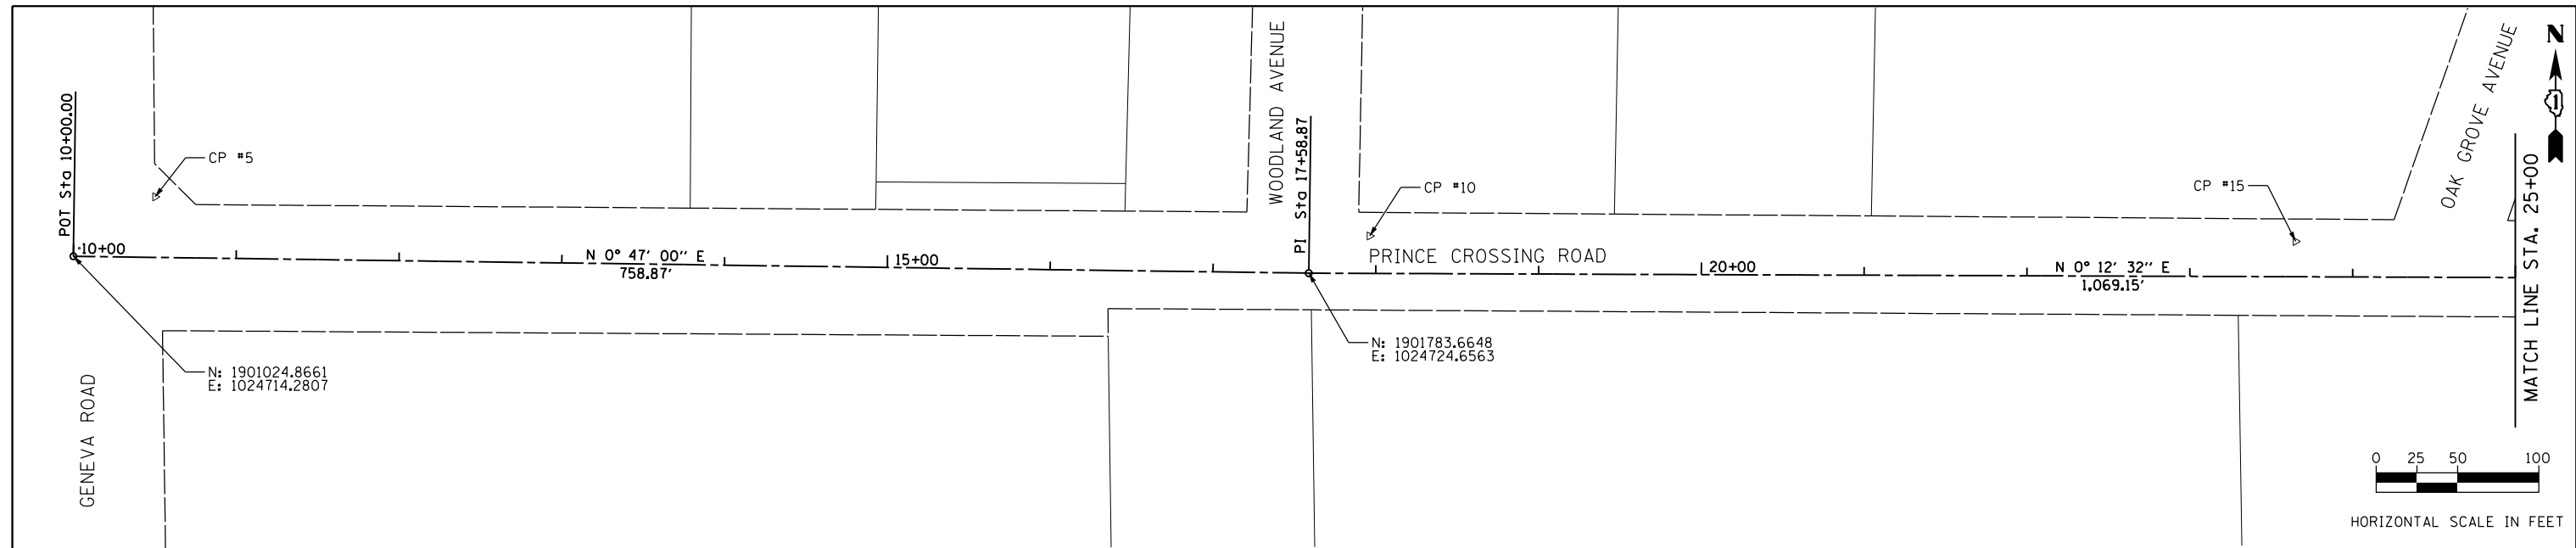 POT Sta 10+00.00
CP #5
10+00
N 0° 47' 00" E
758.87'
15+00
N: 1901024.8661
E: 1024714.2807
GENEVA ROAD
WOODLAND AVENUE
PI Sta 17+58.87
CP #10
PRINCE CROSSING ROAD
N: 1901783.6648
E: 1024724.6563
20+00
N 0° 12' 32" E
1,069.15'
CP #15
OAK GROVE AVENUE
MATCH LINE STA. 25+00
N
1
0 25 50 100
HORIZONTAL SCALE IN FEET